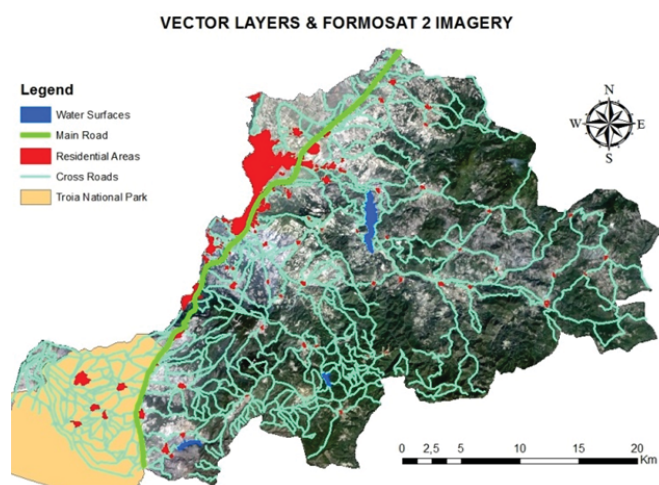 VECTOR LAYERS & FORMOSAT 2 IMAGERY
Legend
Water Surfaces
Main Road
Residential Areas
Cross Roads
Troia National Park
N
W E
S
0 2,5 5 10 15 20
Km